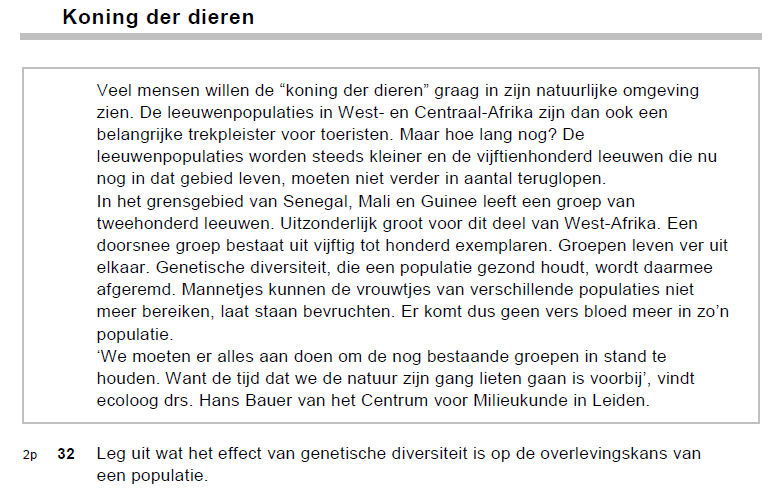 Koning der dieren
Veel mensen willen de “koning der dieren” graag in zijn natuurlijke omgeving
zien. De leeuwenpopulaties in West- en Centraal-Afrika zijn dan ook een
belangrijke trekpleister voor toeristen. Maar hoe lang nog? De
leeuwenpopulaties worden steeds kleiner en de vijftienhonderd leeuwen die nu
nog in dat gebied leven, moeten niet verder in aantal teruglopen.
In het grensgebied van Senegal, Mali en Guinee leeft een groep van
tweehonderd leeuwen. Uitzonderlijk groot voor dit deel van West-Afrika. Een
doorsnee groep bestaat uit vijftig tot honderd exemplaren. Groepen leven ver uit
elkaar. Genetische diversiteit, die een populatie gezond houdt, wordt daarmee
afgeremd. Mannetjes kunnen de vrouwtjes van verschillende populaties niet
meer bereiken, laat staan bevruchten. Er komt dus geen vers bloed meer in zo’n
populatie.
‘We moeten er alles aan doen om de nog bestaande groepen in stand te
houden. Want de tijd dat we de natuur zijn gang lieten gaan is voorbij’, vindt
ecoloog drs. Hans Bauer van het Centrum voor Milieukunde in Leiden.
2p 32 Leg uit wat het effect van genetische diversiteit is op de overlevingskans van
een populatie.